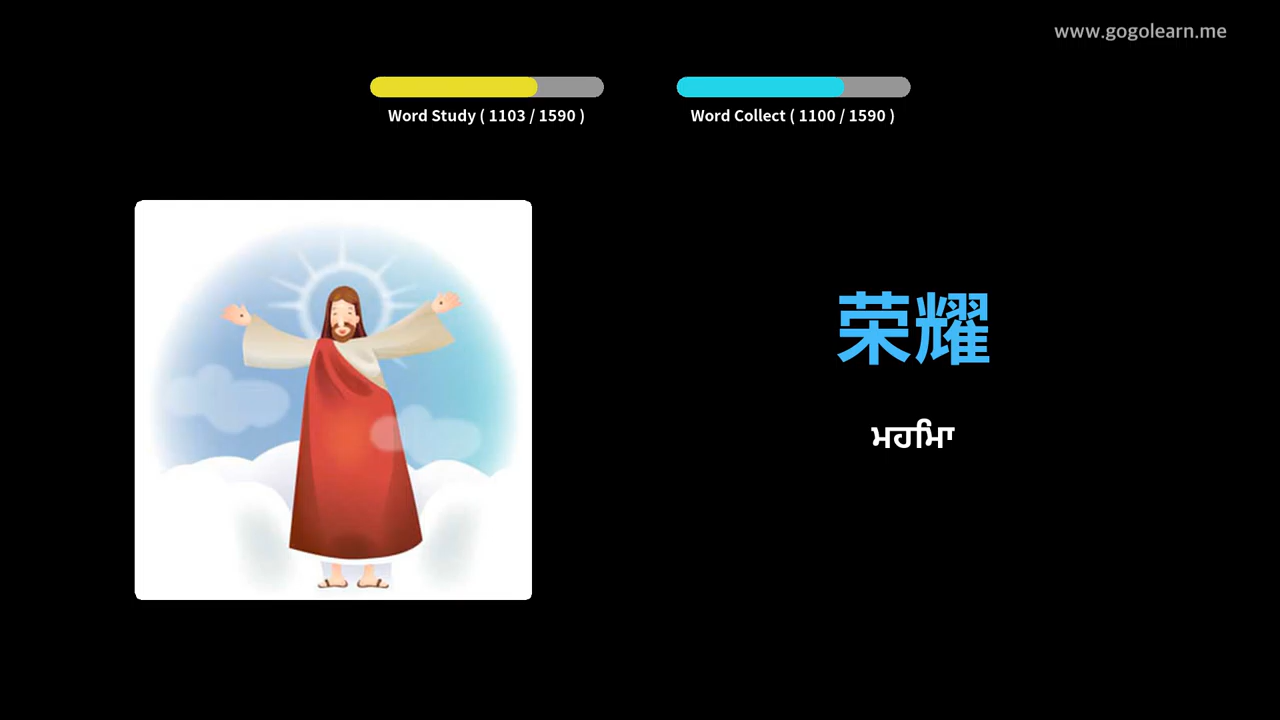 www.gogolearn.me
Word Study ( 1103 / 1590 )
Word Collect ( 1100 / 1590 )
荣耀
ਮਹਿਮਾ